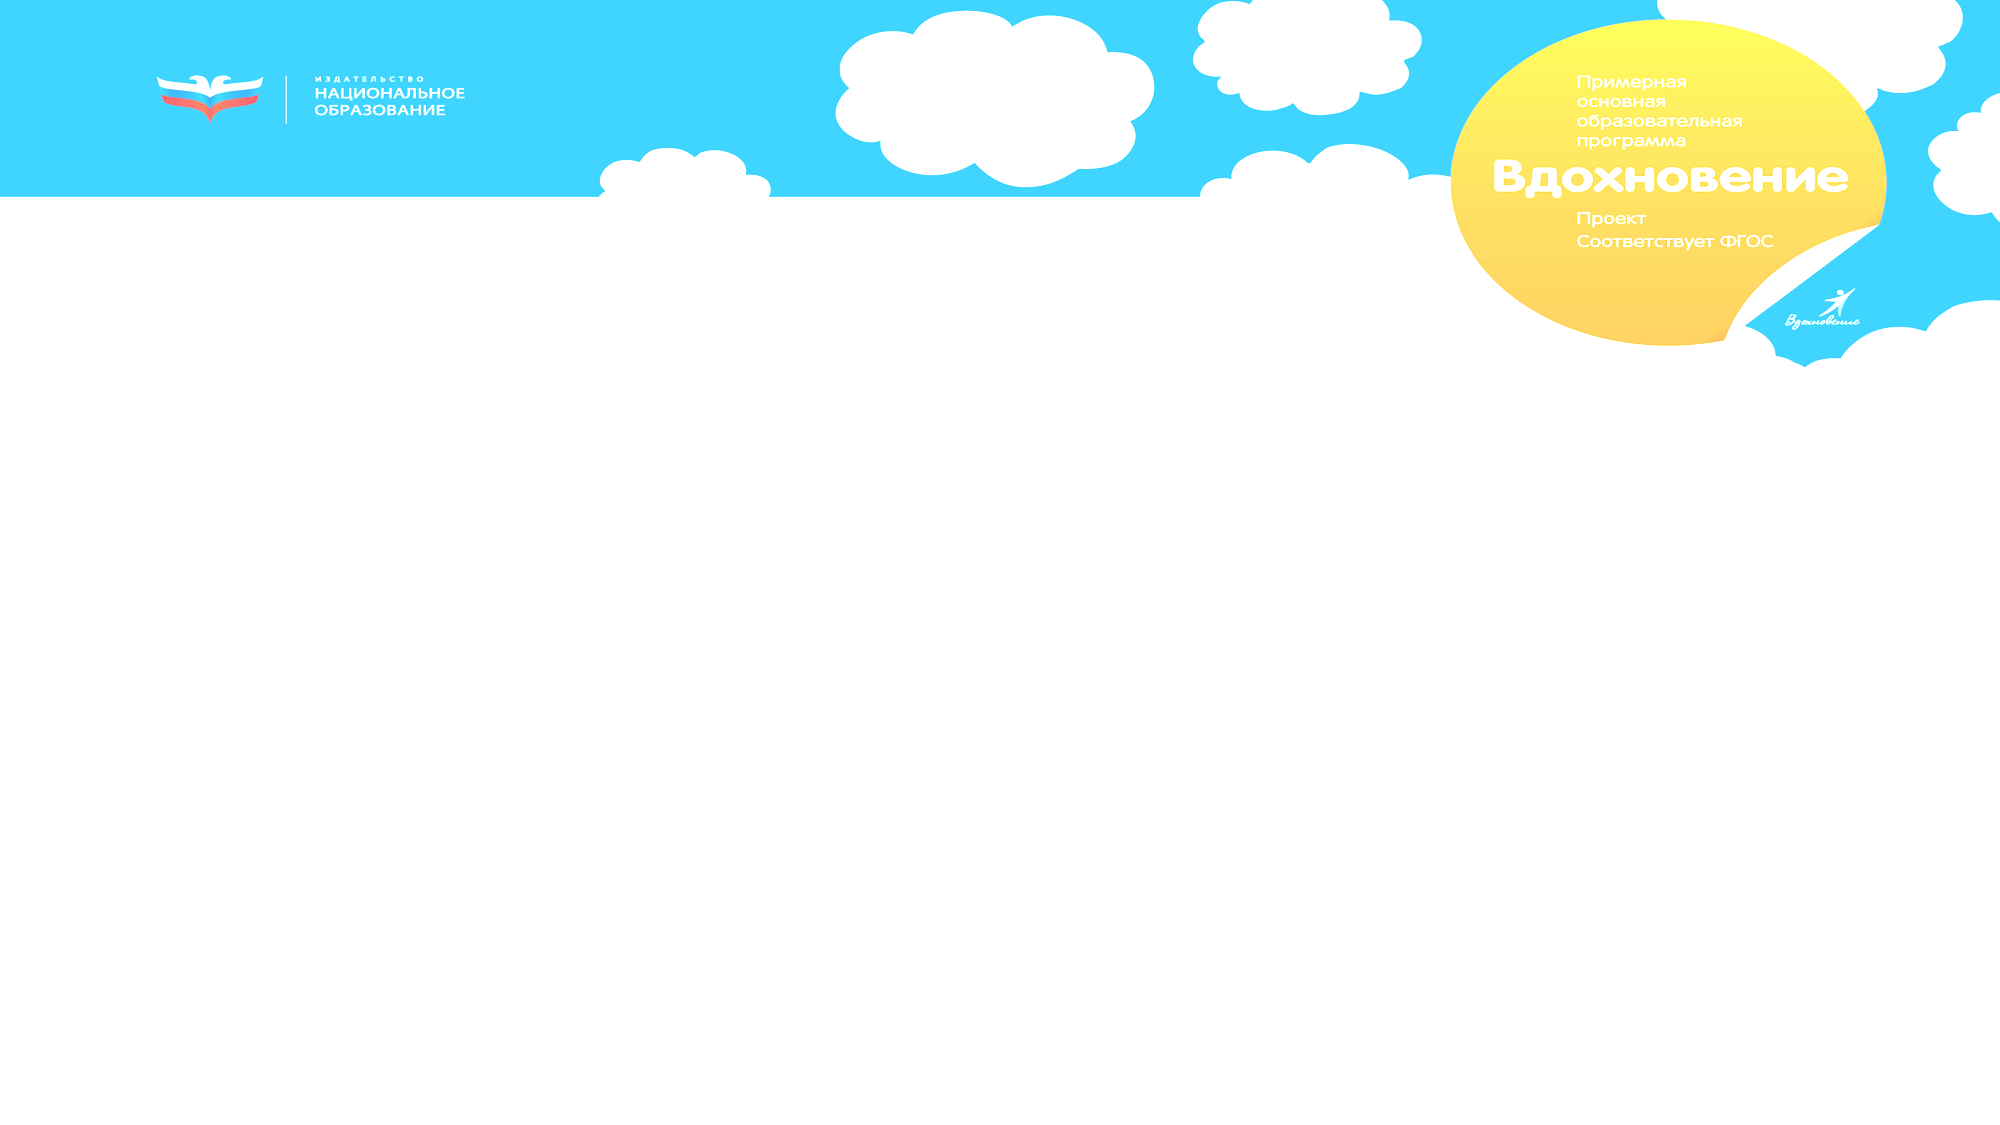 ИЗДАТЕЛЬСТВО
НАЦИОНАЛЬНОЕ
ОБРАЗОВАНИЕ
Примерная
основная
образовательная
программа
Вдохновение
Проект
Соответствует ФГОС
Вдохновение